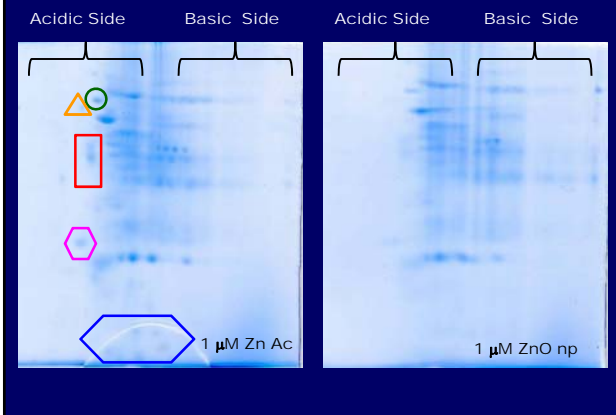 Acidic Side Basic Side Acidic Side Basic Side
1 µM Zn Ac
1 µM ZnO np